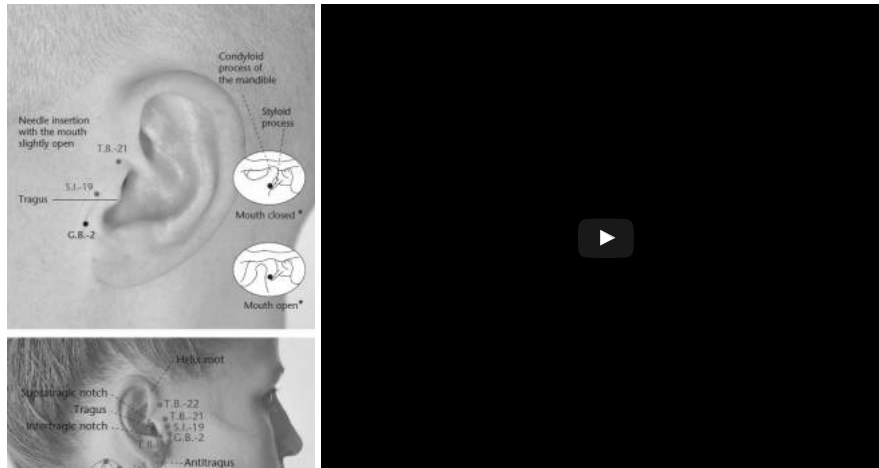 Condyloid
process of
the mandible
Styloid
process
Needle insertion
with the mouth
slightly open
T.B.-21
S.I.-19
Tragus
G.B.-2
Mouth closed*
Mouth open*
Helix root
Supratragic notch
T.B.-22
Tragus
T.B.-21
S.I.-19
Intertragic notch
G.B.-2
T.B.-
Antitragus